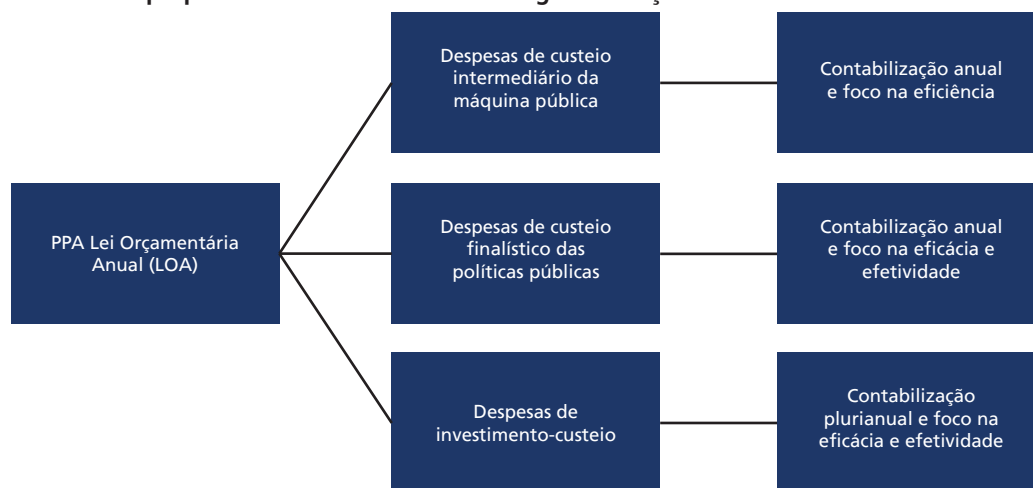 PPA Lei Orçamentária
Anual (LOA)
Despesas de custeio
intermediário da
máquina pública
Contabilização anual
e foco na eficiência
Despesas de custeio
finalístico das
políticas públicas
Contabilização anual
e foco na eficácia e
efetividade
Despesas de
investimento-custeio
Contabilização
plurianual e foco na
eficácia e efetividade